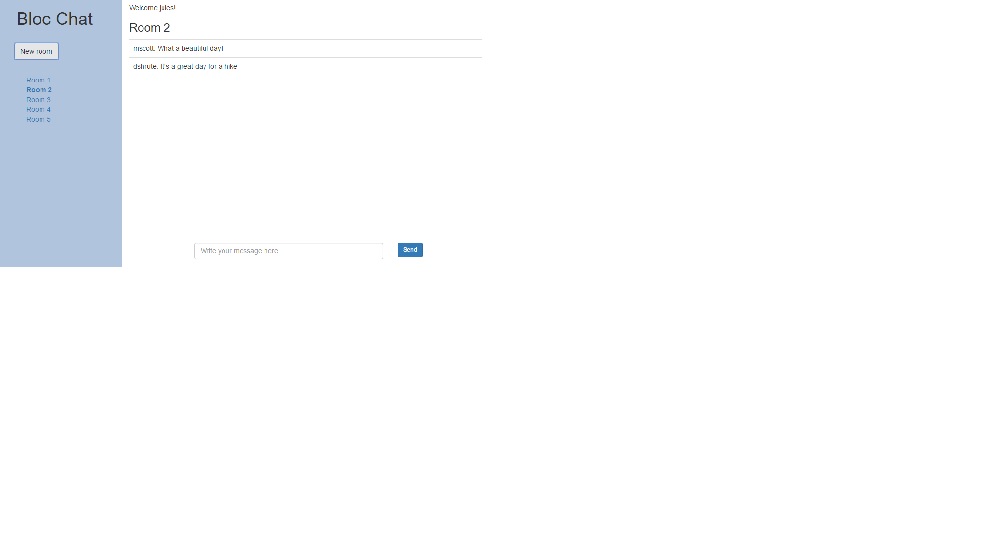 Bloc Chat
New room
Room 1
Room 2
Room 3
Room 4
Room 5
Welcome jules!
Room 2
mscott: What a beautiful day!
dshrute: It's a great day for a hike
Write your message here
Send